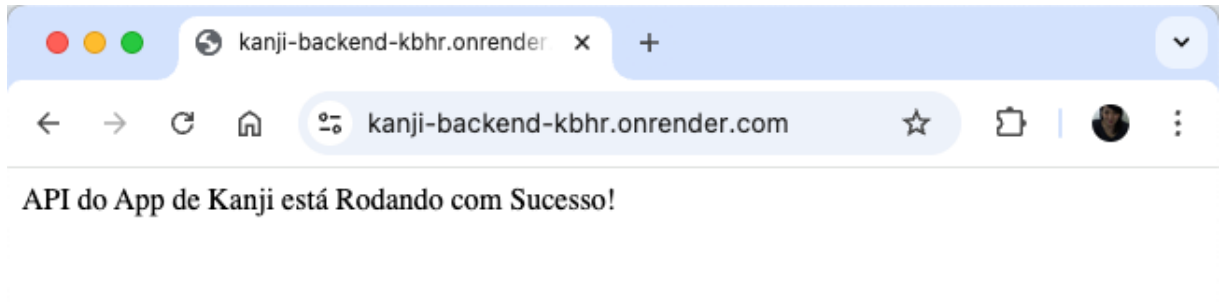 kanji-backend-kbhr.onrender
kanji-backend-kbhr.onrender.com
API do App de Kanji está Rodando com Sucesso!